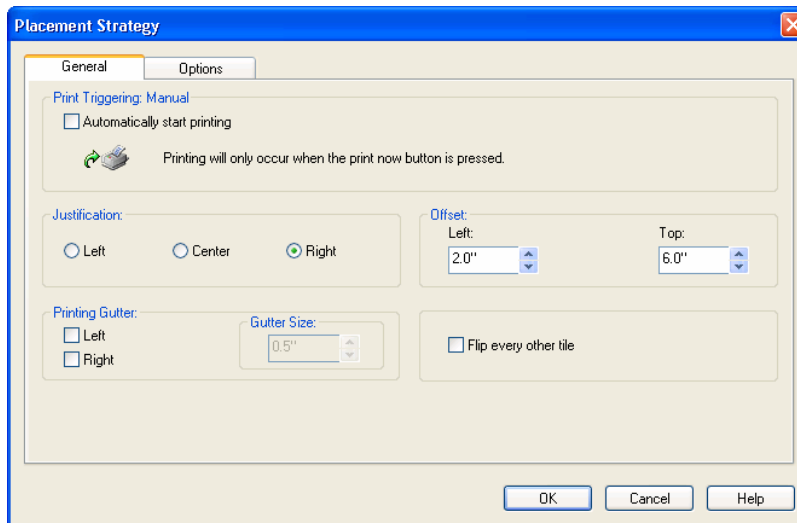 Placement Strategy
General Options
Print Triggering: Manual
Automatically start printing
Printing will only occur when the print now button is pressed.
Justification:
Left Center Right
Offset:
Left: Top:
2.0" 6.0"
Printing Gutter:
Left
Right
Gutter Size:
0.5"
Flip every other tile
OK Cancel Help